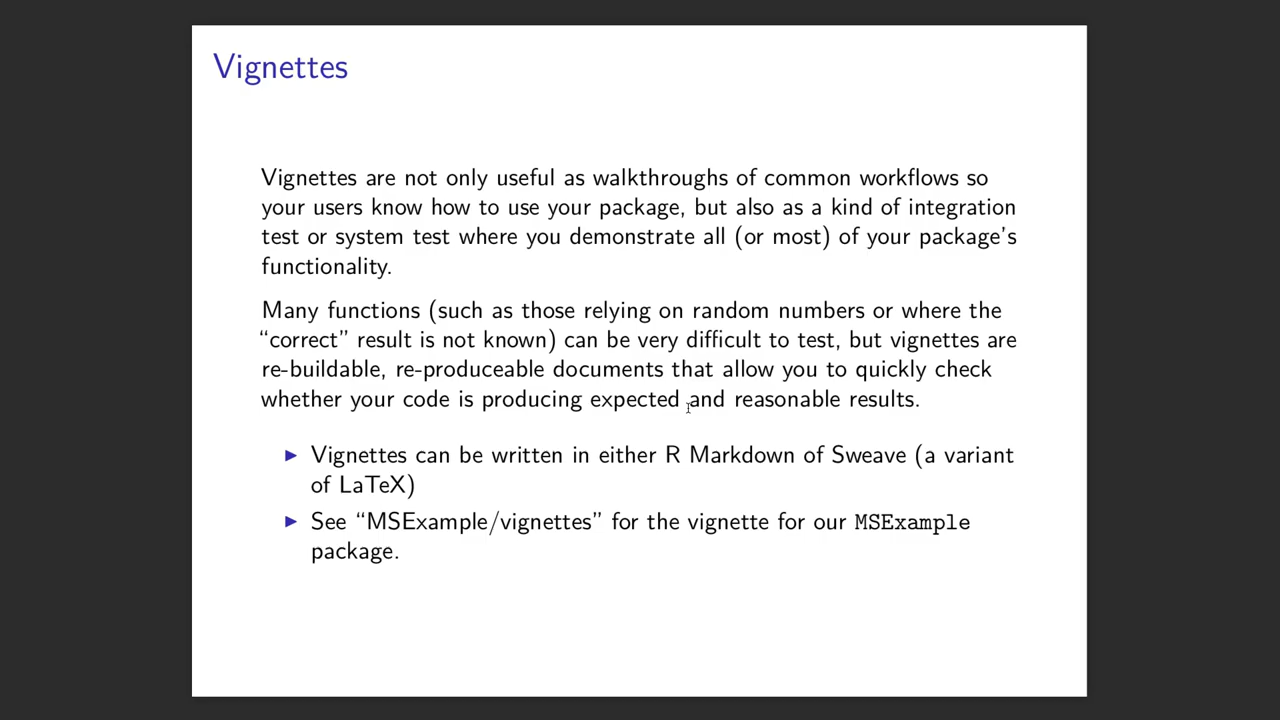 Vignettes
Vignettes are not only useful as walkthroughs of common workflows so
your users know how to use your package, but also as a kind of integration
test or system test where you demonstrate all (or most) of your package's
functionality.
Many functions (such as those relying on random numbers or where the
“correct” result is not known) can be very difficult to test, but vignettes are
re-buildable, re-produceable documents that allow you to quickly check
whether your code is producing expected and reasonable results.
▶ Vignettes can be written in either R Markdown of Sweave (a variant
of LaTeX)
▶ See “MSExample/vignettes” for the vignette for our MSExample
package.